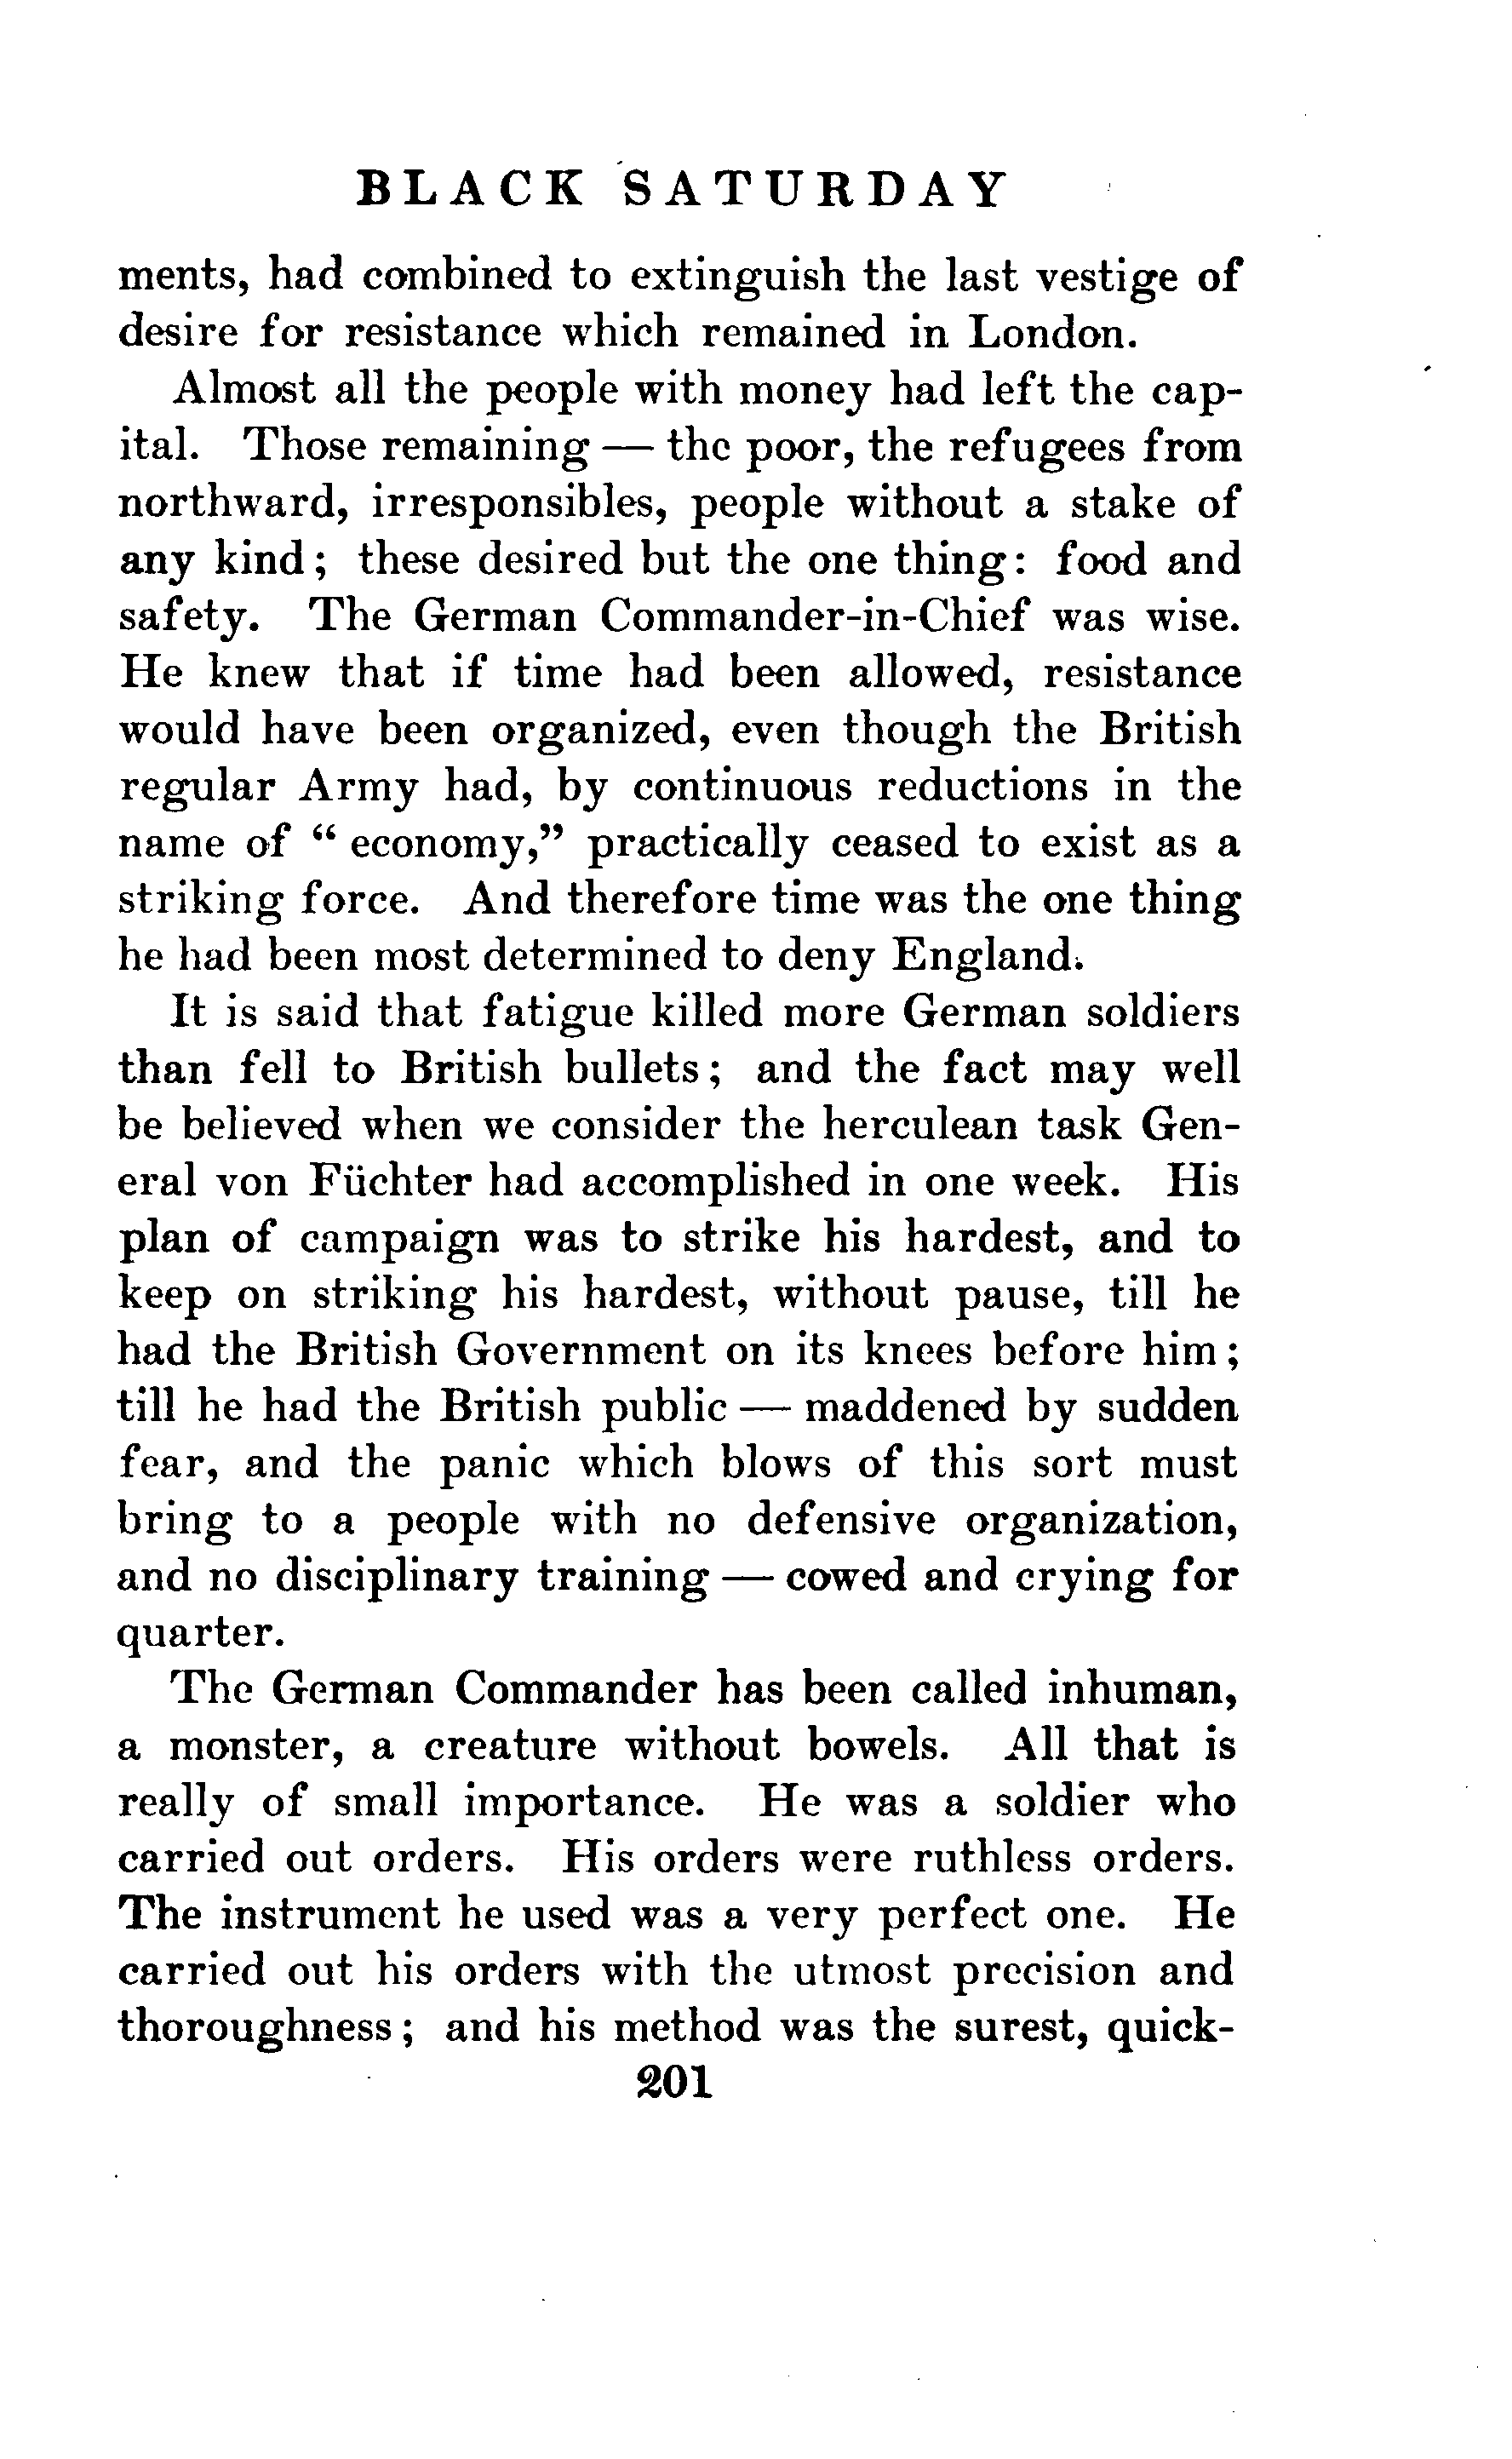 BLACK SATURDAY
ments, had combined to extinguish the last vestige of
desire for resistance which remained in London.
Almost all the people with money had left the cap-
ital. Those remaining — the poor, the refugees from
northward, irresponsibles, people without a stake of
any kind; these desired but the one thing: food and
safety. The German Commander-in-Chief was wise.
He knew that if time had been allowed, resistance
would have been organized, even though the British
regular Army had, by continuous reductions in the
name of “ economy,” practically ceased to exist as a
striking force. And therefore time was the one thing
he had been most determined to deny England.
It is said that fatigue killed more German soldiers
than fell to British bullets; and the fact may well
be believed when we consider the herculean task Gen-
eral von Füchter had accomplished in one week. His
plan of campaign was to strike his hardest, and to
keep on striking his hardest, without pause, till he
had the British Government on its knees before him;
till he had the British public — maddened by sudden
fear, and the panic which blows of this sort must
bring to a people with no defensive organization,
and no disciplinary training — cowed and crying for
quarter.
The German Commander has been called inhuman,
a monster, a creature without bowels. All that is
really of small importance. He was a soldier who
carried out orders. His orders were ruthless orders.
The instrument he used was a very perfect one. He
carried out his orders with the utmost precision and
thoroughness; and his method was the surest, quick-
201